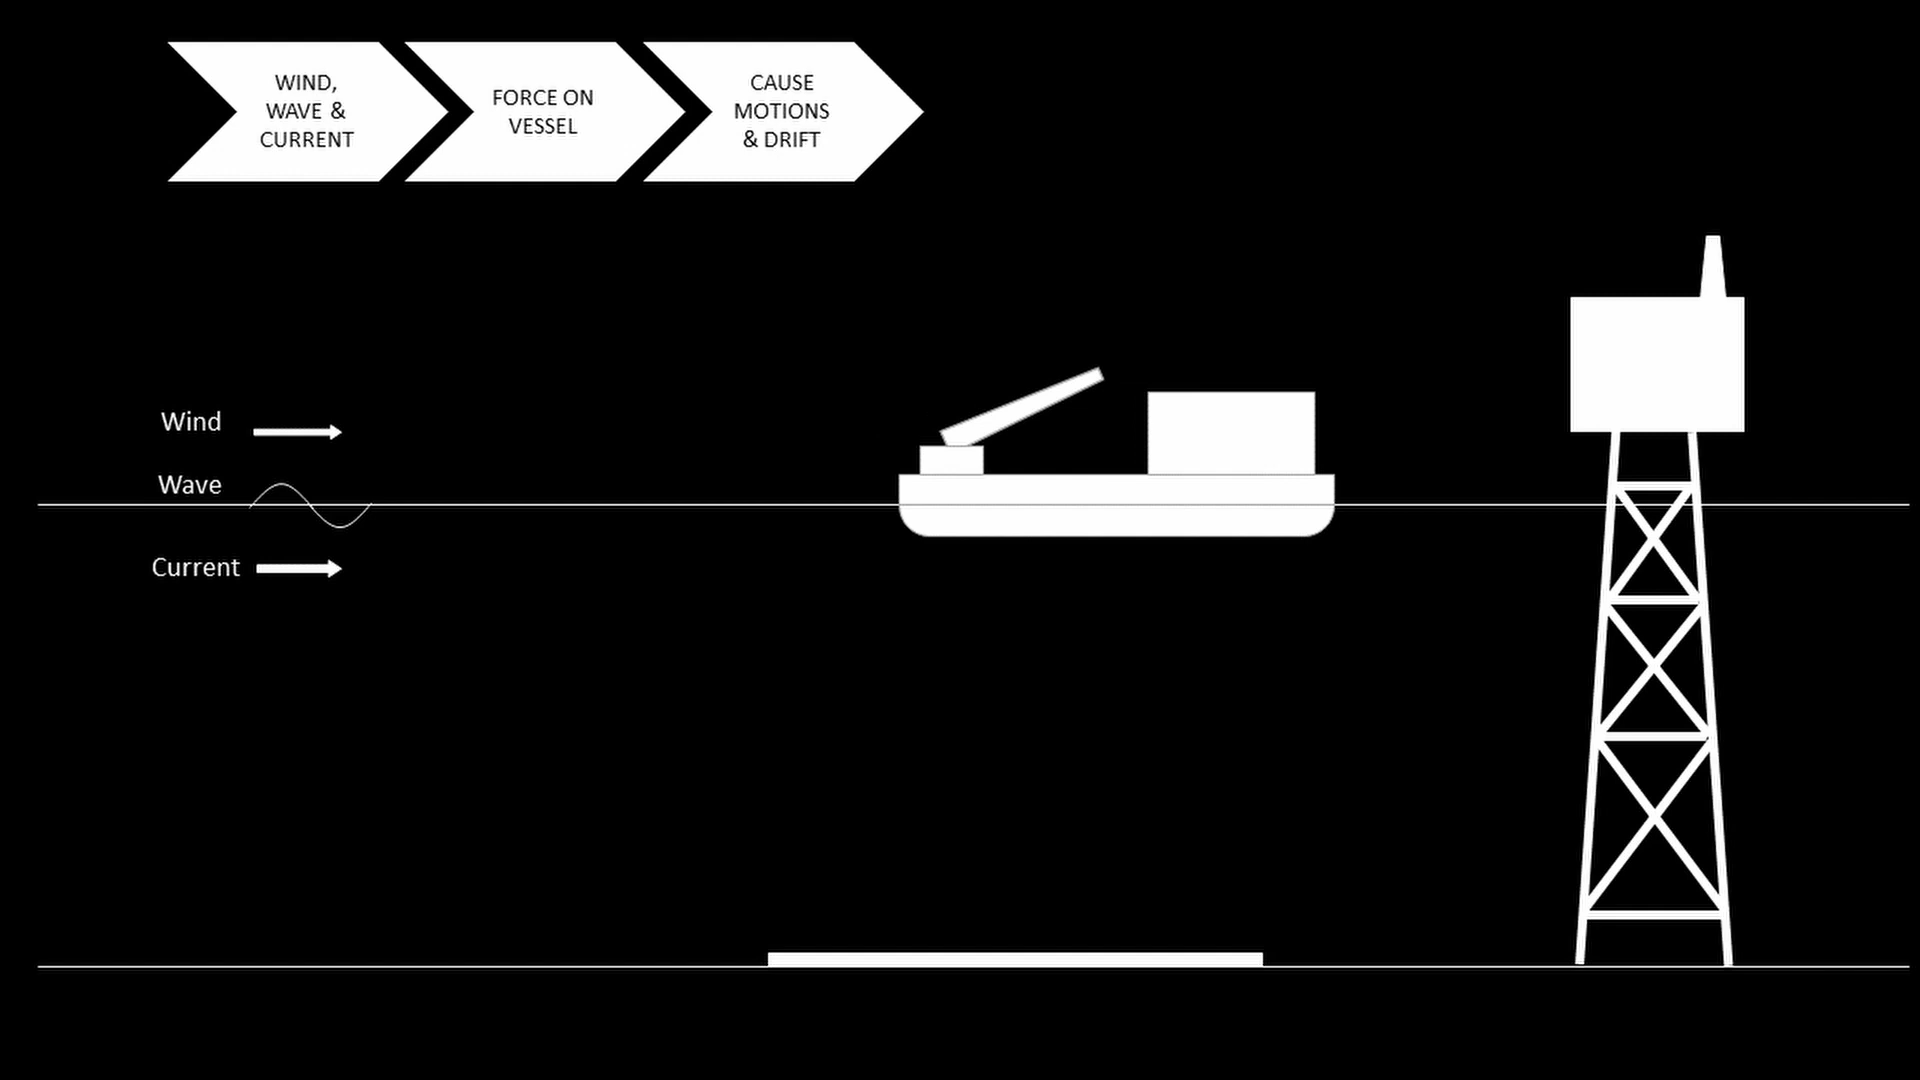 WIND,
WAVE &
CURRENT
FORCE ON
VESSEL
CAUSE
MOTIONS
& DRIFT
Wind
Wave
Current